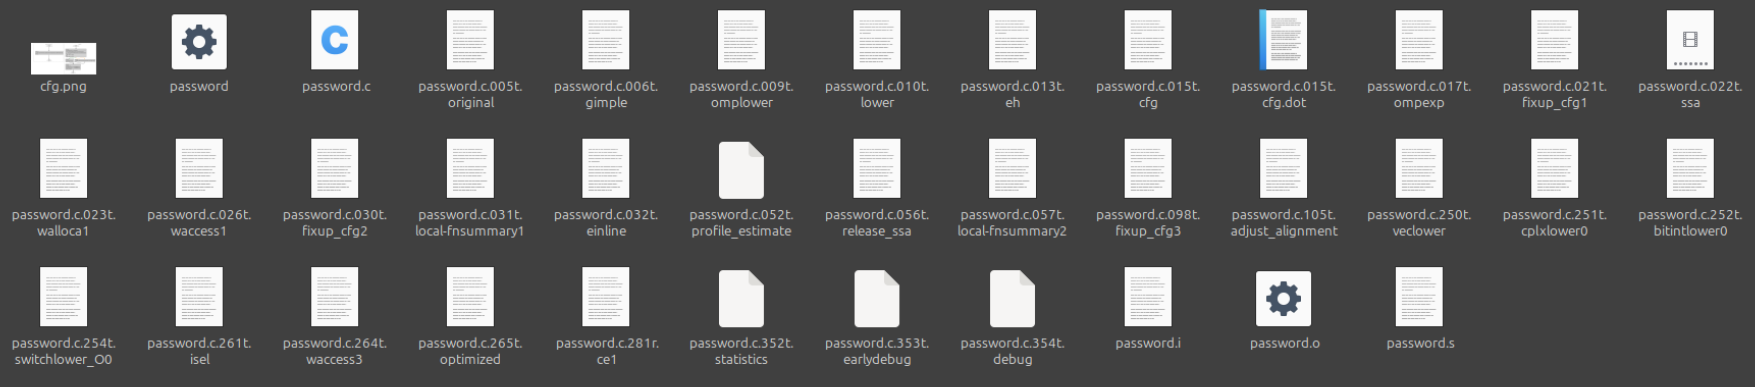 cfg.png
password
password.c
password.c.005t.
original
password.c.006t.
gimple
password.c.009t.
omplower
password.c.010t.
lower
password.c.013t.
eh
password.c.015t.
cfg
password.c.015t.
cfg.dot
password.c.017t.
ompexp
password.c.021t.
fixup_cfg1
password.c.022t.
ssa
password.c.023t.
walloca1
password.c.026t.
waccess1
password.c.030t.
fixup_cfg2
password.c.031t.
local-fnsummary1
password.c.032t.
einline
password.c.052t.
profile_estimate
password.c.056t.
release_ssa
password.c.057t.
local-fnsummary2
password.c.098t.
fixup_cfg3
password.c.105t.
adjust_alignment
password.c.250t.
veclower
password.c.251t.
cplxlower0
password.c.252t.
bitintlower0
password.c.254t.
switchlower_O0
password.c.261t.
isel
password.c.264t.
waccess3
password.c.265t.
optimized
password.c.281r.
ce1
password.c.352t.
statistics
password.c.353t.
earlydebug
password.c.354t.
debug
password.i
password.o
password.s